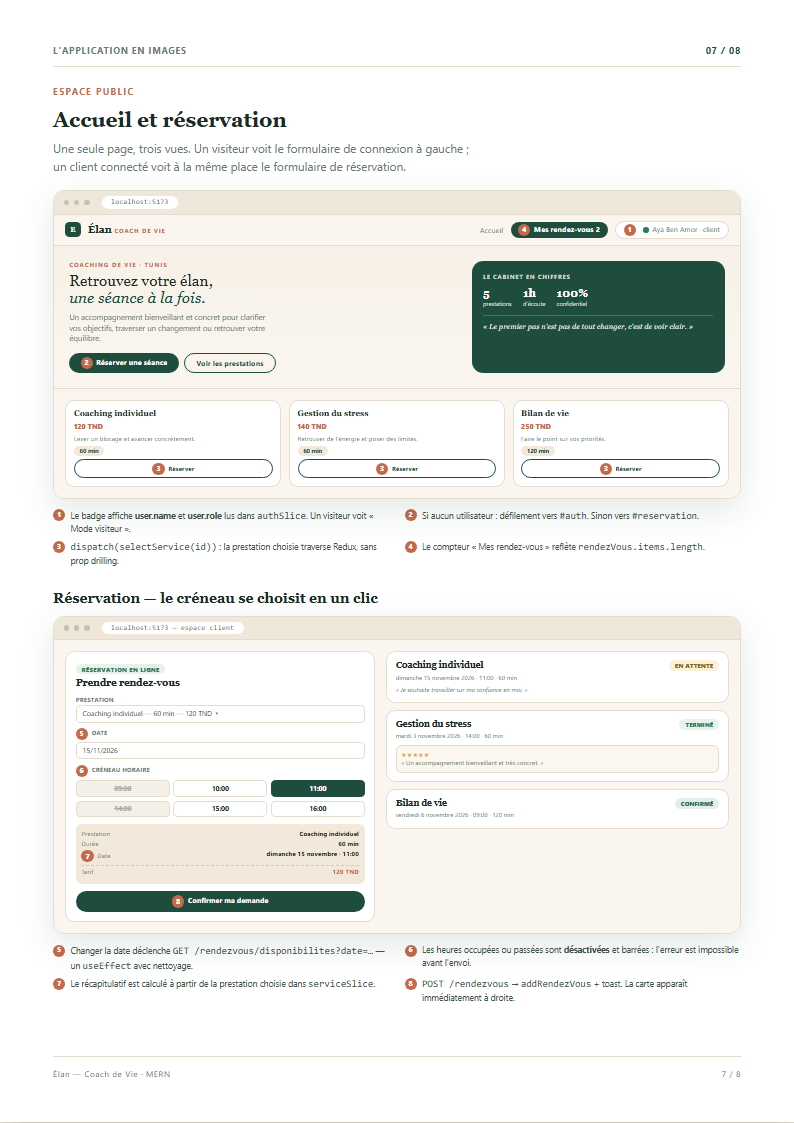 L'APPLICATION EN IMAGES
07 / 08
ESPACE PUBLIC
Accueil et réservation
Une seule page, trois vues. Un visiteur voit le formulaire de connexion à gauche ;
un client connecté voit à la même place le formulaire de réservation.
localhost:5173
E Élan COACH DE VIE
Accueil
4 Mes rendez-vous 2
1 Aya Ben Amor · client
COACHING DE VIE · TUNIS
Retrouvez votre élan,
une séance à la fois.
Un accompagnement bienveillant et concret pour clarifier
vos objectifs, traverser un changement ou retrouver votre
équilibre.
2 Réserver une séance
Voir les prestations
LE CABINET EN CHIFFRES
5 1h 100%
prestations d'écoute confidentiel
« Le premier pas n'est pas de tout changer, c'est de voir clair. »
Coaching individuel
120 TND
Lever un blocage et avancer concrètement.
60 min
3 Réserver
Gestion du stress
140 TND
Retrouver de l'énergie et poser des limites.
60 min
3 Réserver
Bilan de vie
250 TND
Faire le point sur vos priorités.
120 min
3 Réserver
1 Le badge affiche user.name et user.role lus dans authSlice. Un visiteur voit «
Mode visiteur ».
2 Si aucun utilisateur : défilement vers #auth. Sinon vers #reservation.
3 dispatch(selectService(id)) : la prestation choisie traverse Redux, sans
prop drilling.
4 Le compteur « Mes rendez-vous » reflète rendezVous.items.length.
Réservation — le créneau se choisit en un clic
localhost:5173 — espace client
RÉSERVATION EN LIGNE
Prendre rendez-vous
PRESTATION
Coaching individuel — 60 min — 120 TND
5 DATE
15/11/2026
6 CRÉNEAU HORAIRE
09:00 10:00 11:00
14:00 15:00 16:00
Prestation Coaching individuel
Durée 60 min
7 Date dimanche 15 novembre · 11:00
Tarif 120 TND
8 Confirmer ma demande
Coaching individuel
EN ATTENTE
dimanche 15 novembre 2026 · 11:00 · 60 min
« Je souhaite travailler sur ma confiance en moi. »
Gestion du stress
TERMINÉ
mardi 3 novembre 2026 · 14:00 · 60 min
★★★★★
« Un accompagnement bienveillant et très concret. »
Bilan de vie
CONFIRMÉ
vendredi 6 novembre 2026 · 09:00 · 120 min
5 Changer la date déclenche GET /rendezvous/disponibilites?date=… —
un useEffect avec nettoyage.
6 Les heures occupées ou passées sont désactivées et barrées : l'erreur est impossible
avant l'envoi.
7 Le récapitulatif est calculé à partir de la prestation choisie dans serviceSlice.
8 POST /rendezvous → addRendezVous + toast. La carte apparaît
immédiatement à droite.
Élan — Coach de Vie · MERN
7 / 8